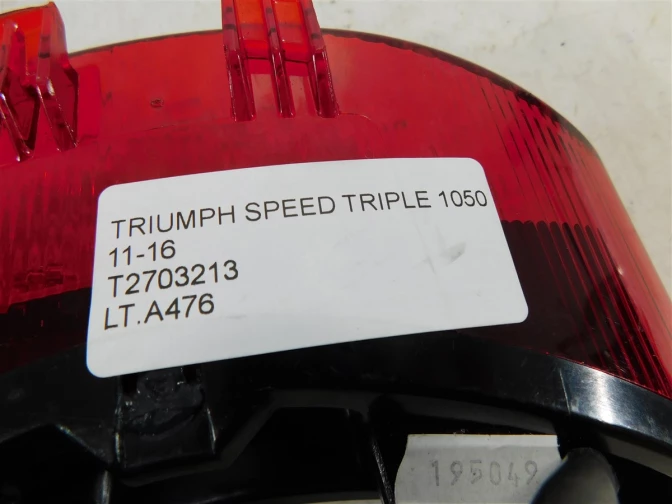 TRIUMPH SPEED TRIPLE 1050
11-16
T2703213
LT.A476
195049